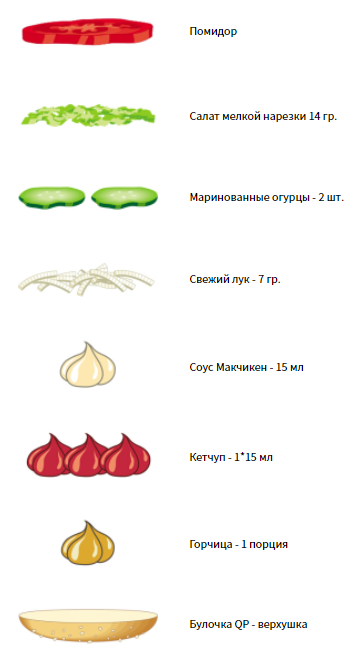 Помидор
Салат мелкой нарезки 14 гр.
Маринованные огурцы - 2 шт.
Свежий лук - 7 гр.
Соус Макчикен - 15 мл
Кетчуп - 1*15 мл
Горчица - 1 порция
Булочка QP - верхушка